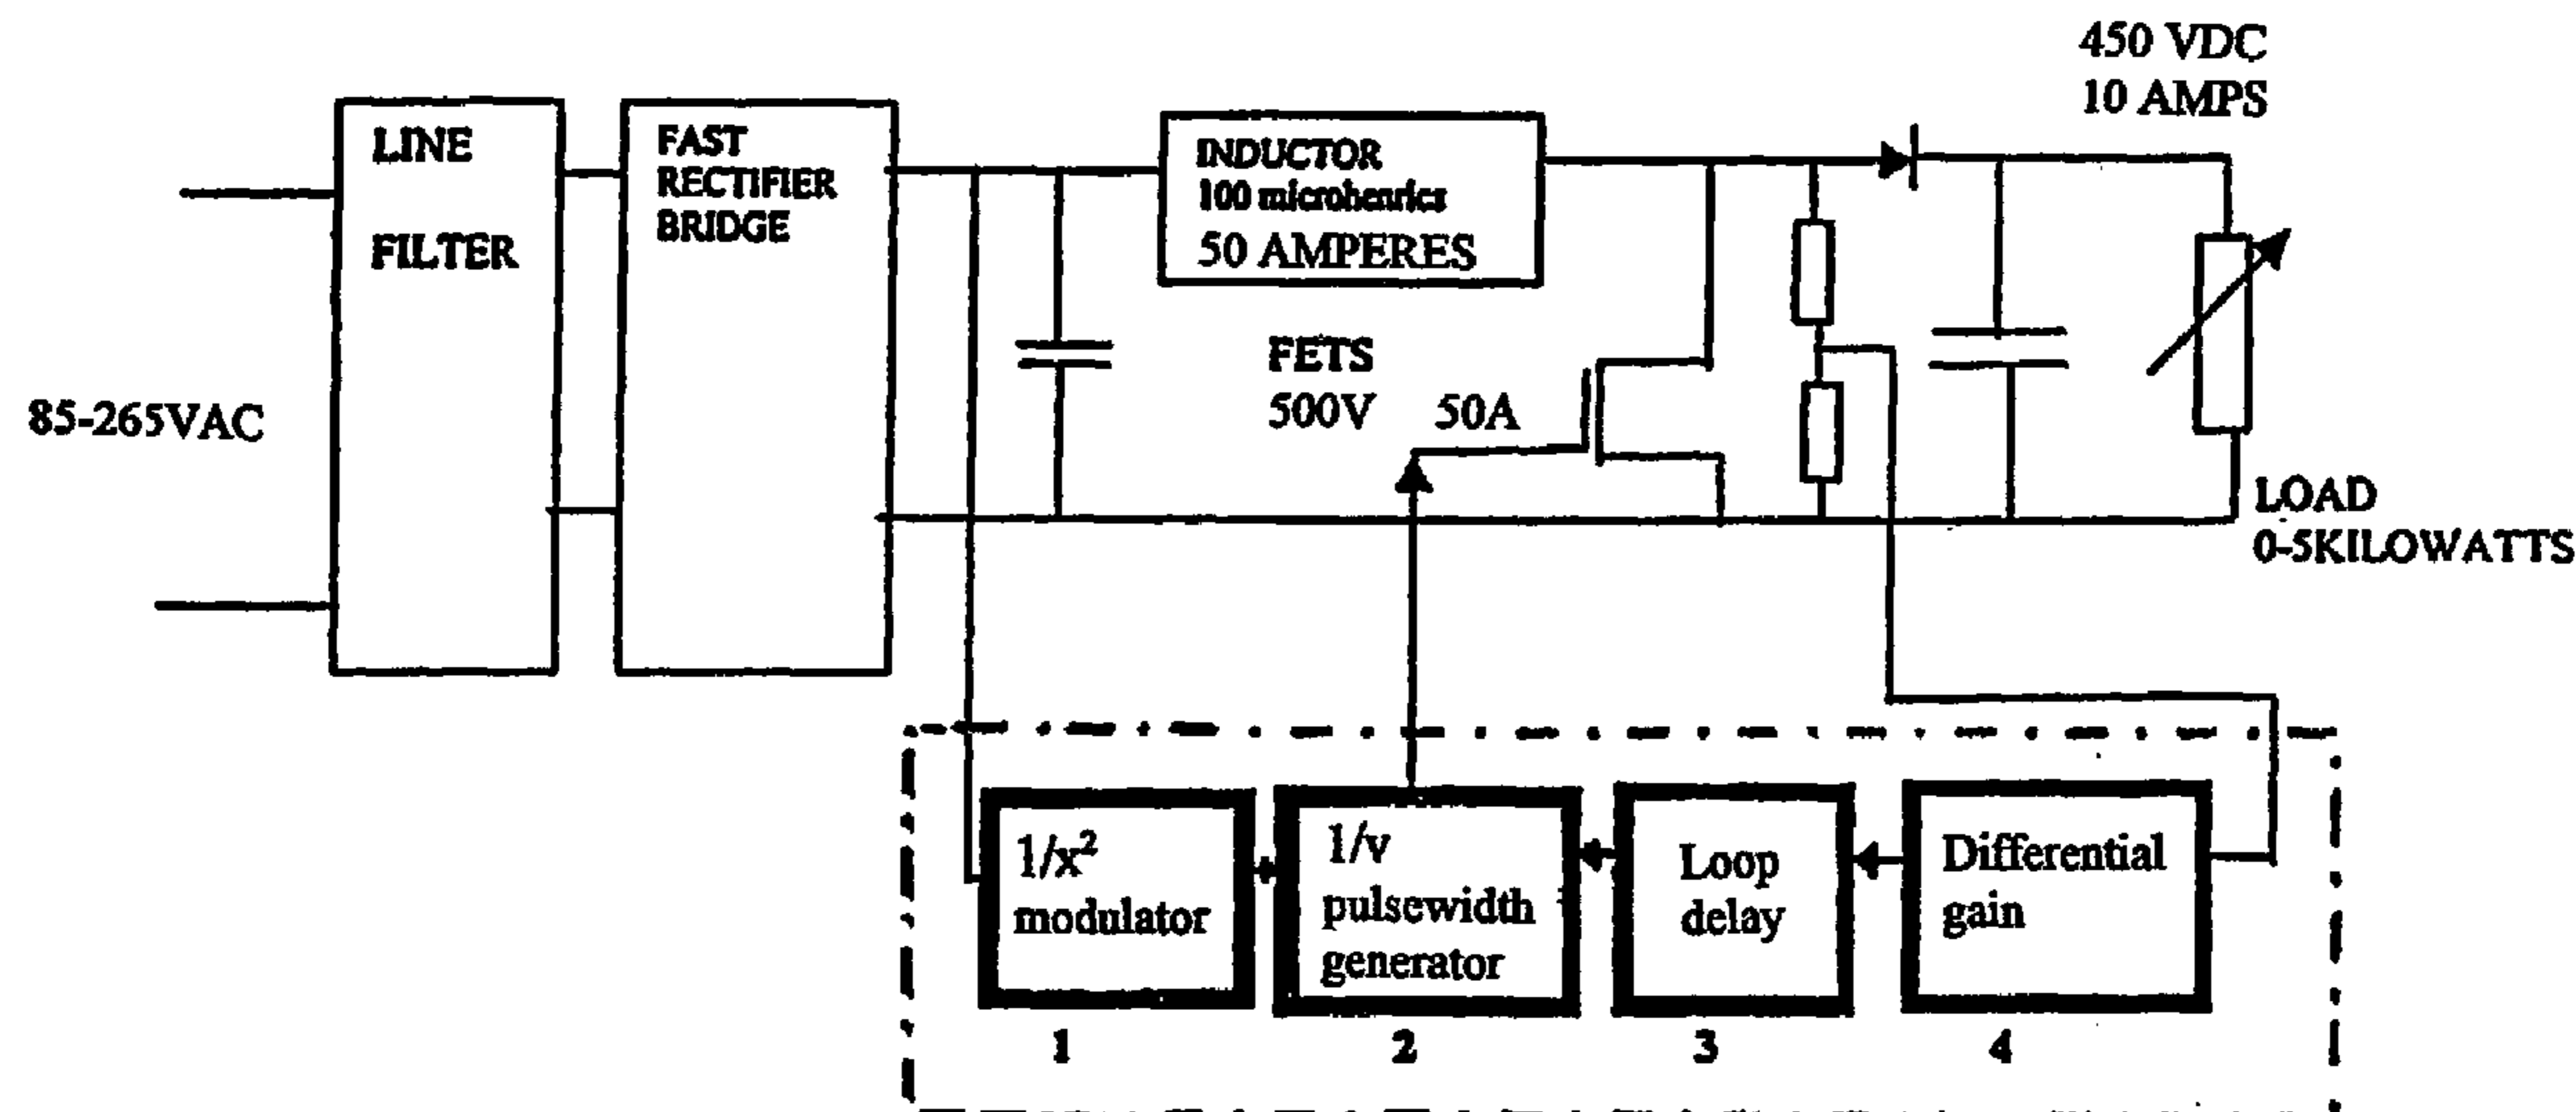 450 VDC
10 AMPS
LINE
FILTER
FAST
RECTIFIER
BRIDGE
INDUCTOR
100 microhenries
50 AMPERES
85-265VAC
FETS
500V 50A
LOAD
0-5KILOWATTS
1/x²
modulator
1/v
pulsewidth
generator
Loop
delay
Differential
gain
1 2 3 4